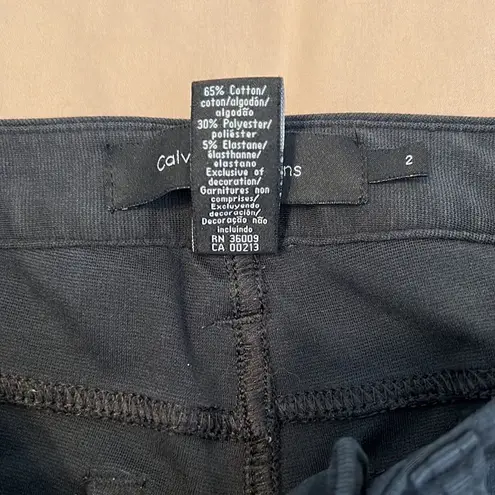 65% Cotton/
coton/algodón/
algodão
30% Polyester/
poliéster
5% Elastane/
élasthanne/
elastano
Exclusive of
decoration/
Garnitures non
comprises/
Excluyendo
decoración/
Decoração não
incluindo
RN 36009
CA 00213
Calv ns
2